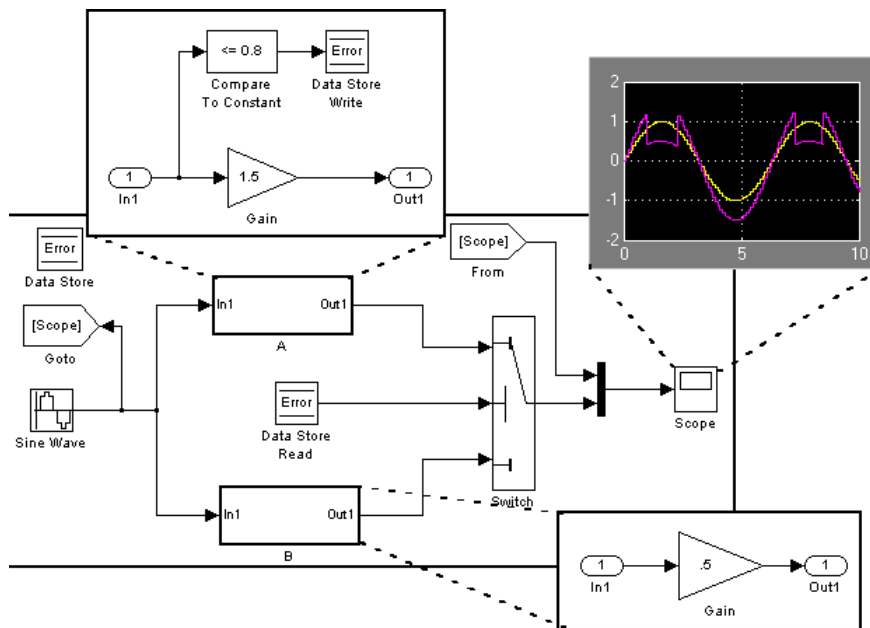 <= 0.8
Error
Compare
To Constant
Data Store
Write
1
In1
1.5
Gain
1
Out1
2
1
0
-1
-2
0
5
10
Error
Data Store
[Scope]
From
[Scope]
Goto
In1
Out1
A
Sine Wave
Error
Data Store
Read
Switch
Scope
In1
Out1
B
1
In1
.5
Gain
1
Out1